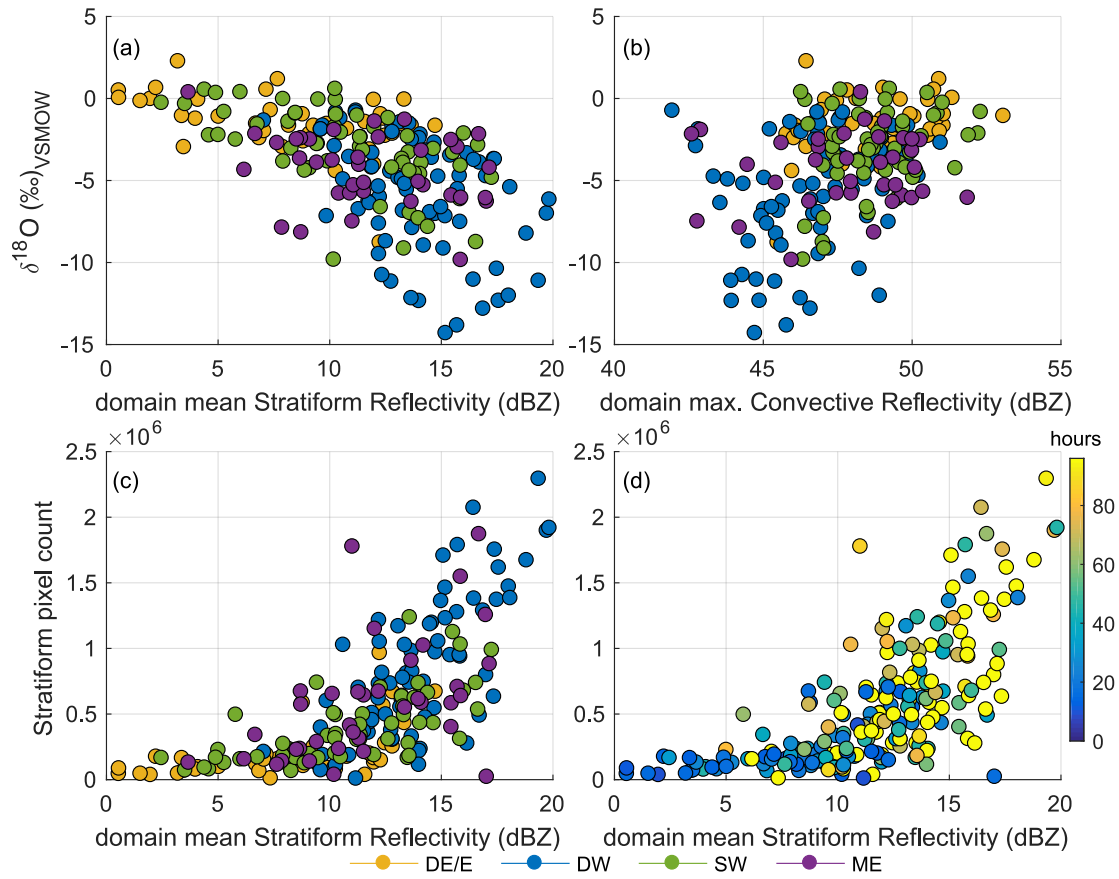 5
0
-5
-10
-15
(a)
δ18O (‰)VSMOW
0 5 10 15 20
domain mean Stratiform Reflectivity (dBZ)
5
0
-5
-10
-15
(b)
40 45 50 55
domain max. Convective Reflectivity (dBZ)
×10^6
2.5
2
1.5
1
0.5
0
(c)
Stratiform pixel count
0 5 10 15 20
domain mean Stratiform Reflectivity (dBZ)
×10^6
2.5
2
1.5
1
0.5
0
(d)
0 5 10 15 20
domain mean Stratiform Reflectivity (dBZ)
hours
80
60
40
20
0
DE/E DW SW ME